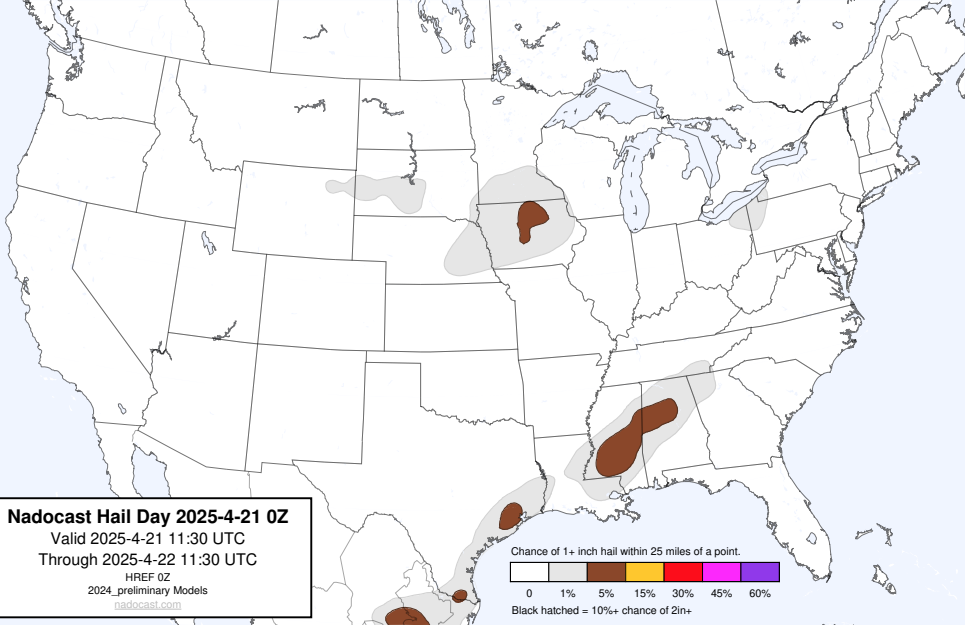 Nadocast Hail Day 2025-4-21 0Z
Valid 2025-4-21 11:30 UTC
Through 2025-4-22 11:30 UTC
HREF 0Z
2024_preliminary Models
nadocast.com
Chance of 1+ inch hail within 25 miles of a point.
0 1% 5% 15% 30% 45% 60%
Black hatched = 10%+ chance of 2in+